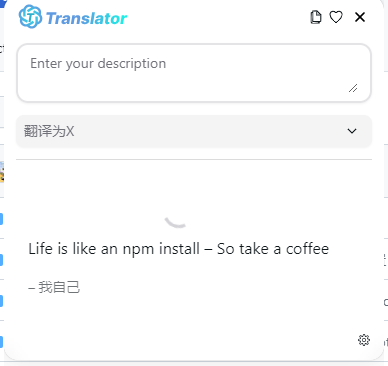 Translator
Enter your description
翻译为X
Life is like an npm install – So take a coffee
– 我自己